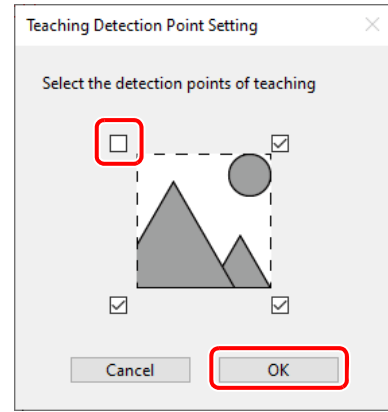 Teaching Detection Point Setting
Select the detection points of teaching
Cancel
OK